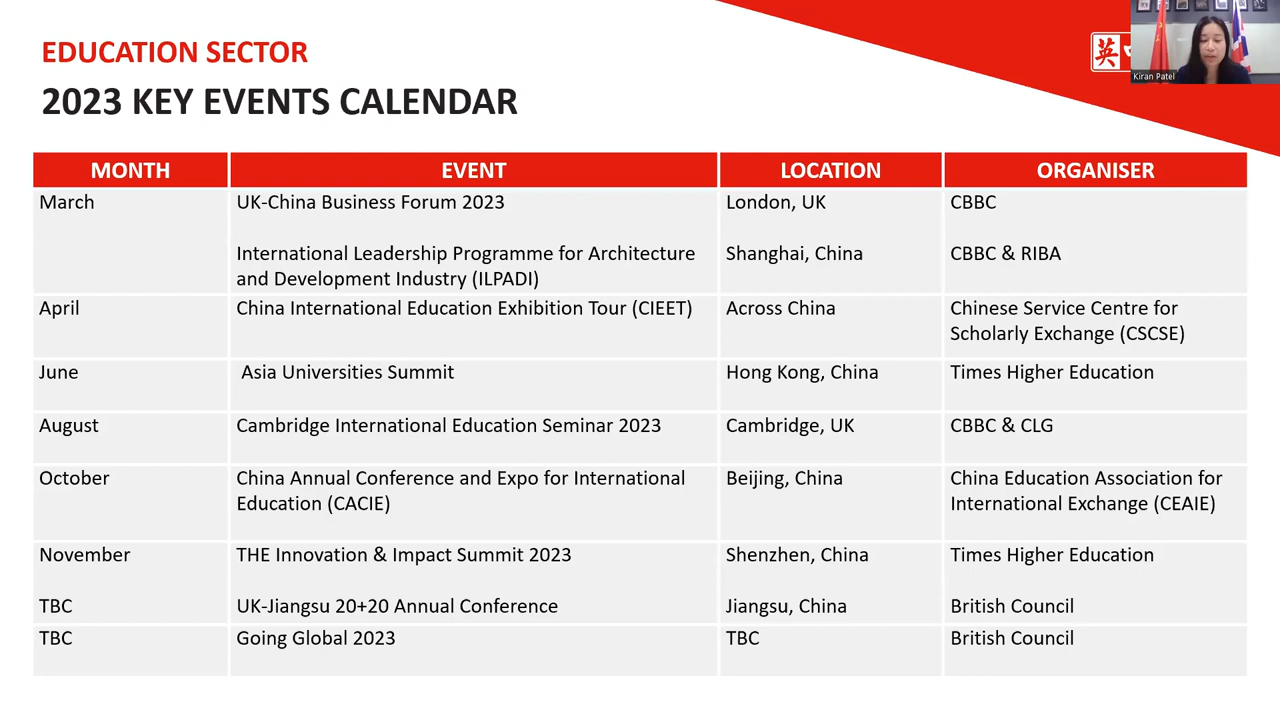 EDUCATION SECTOR
2023 KEY EVENTS CALENDAR
英
Kiran Patel
MONTH EVENT LOCATION ORGANISER
March UK-China Business Forum 2023 London, UK CBBC
International Leadership Programme for Architecture Shanghai, China CBBC & RIBA
and Development Industry (ILPADI)
April China International Education Exhibition Tour (CIEET) Across China Chinese Service Centre for
Scholarly Exchange (CSCSE)
June Asia Universities Summit Hong Kong, China Times Higher Education
August Cambridge International Education Seminar 2023 Cambridge, UK CBBC & CLG
October China Annual Conference and Expo for International Beijing, China China Education Association for
Education (CACIE) International Exchange (CEAIE)
November THE Innovation & Impact Summit 2023 Shenzhen, China Times Higher Education
TBC UK-Jiangsu 20+20 Annual Conference Jiangsu, China British Council
TBC Going Global 2023 TBC British Council